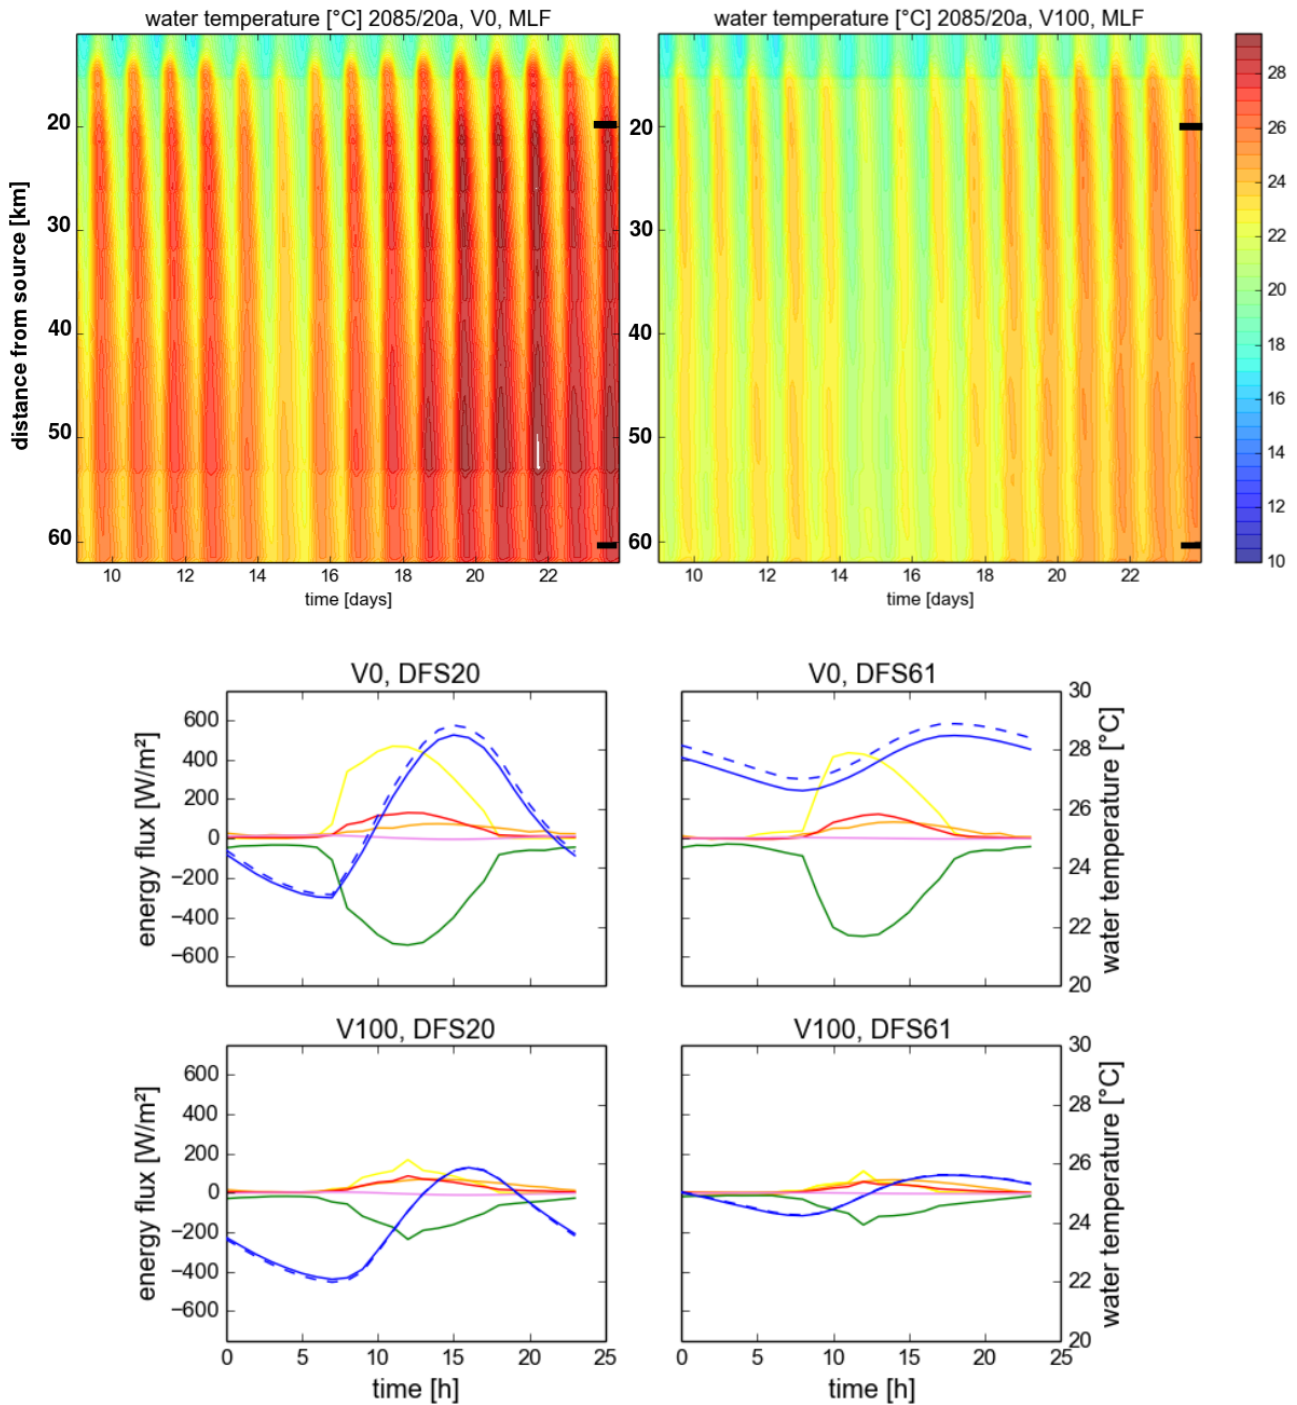 water temperature [°C] 2085/20a, V0, MLF
water temperature [°C] 2085/20a, V100, MLF
distance from source [km]
20
30
40
50
60
10 12 14 16 18 20 22
time [days]
20
30
40
50
60
10 12 14 16 18 20 22
time [days]
28
26
24
22
20
18
16
14
12
10
V0, DFS20
energy flux [W/m²]
600
400
200
0
−200
−400
−600
V0, DFS61
30
28
26
24
22
20
water temperature [°C]
V100, DFS20
energy flux [W/m²]
600
400
200
0
−200
−400
−600
0 5 10 15 20 25
time [h]
V100, DFS61
30
28
26
24
22
20
water temperature [°C]
0 5 10 15 20 25
time [h]